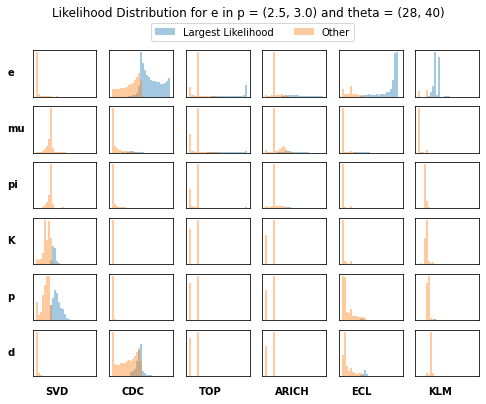 Likelihood Distribution for e in p = (2.5, 3.0) and theta = (28, 40)
Largest Likelihood Other
e
mu
pi
K
p
d
SVD CDC TOP ARICH ECL KLM